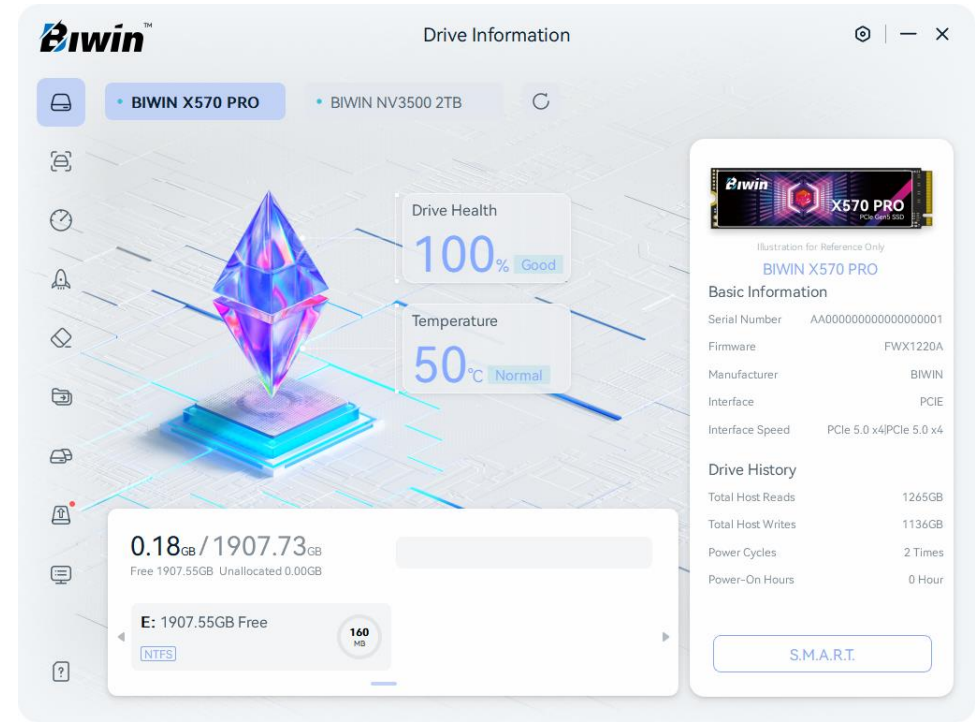 Biwin™
Drive Information
BIWIN X570 PRO
BIWIN NV3500 2TB
Drive Health
100% Good
Temperature
50°C Normal
0.18GB/1907.73GB
Free 1907.55GB Unallocated 0.00GB
E: 1907.55GB Free
NTFS
160
MB
Biwin
X570 PRO
PCIe Gen5 SSD
Illustration for Reference Only
BIWIN X570 PRO
Basic Information
Serial Number AA000000000000000001
Firmware FWX1220A
Manufacturer BIWIN
Interface PCIE
Interface Speed PCIe 5.0 x4|PCIe 5.0 x4
Drive History
Total Host Reads 1265GB
Total Host Writes 1136GB
Power Cycles 2 Times
Power-On Hours 0 Hour
S.M.A.R.T.